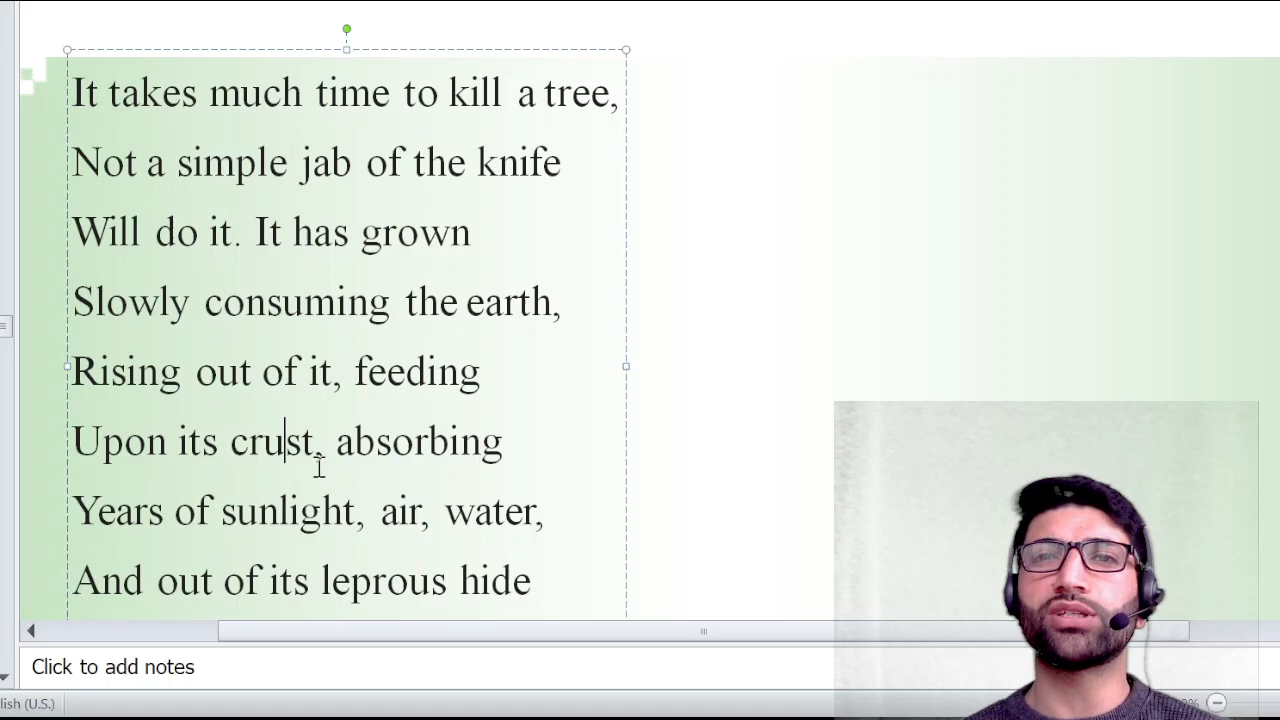 It takes much time to kill a tree,
Not a simple jab of the knife
Will do it. It has grown
Slowly consuming the earth,
Rising out of it, feeding
Upon its crust, absorbing
Years of sunlight, air, water,
And out of its leprous hide
Click to add notes
lish (U.S.)